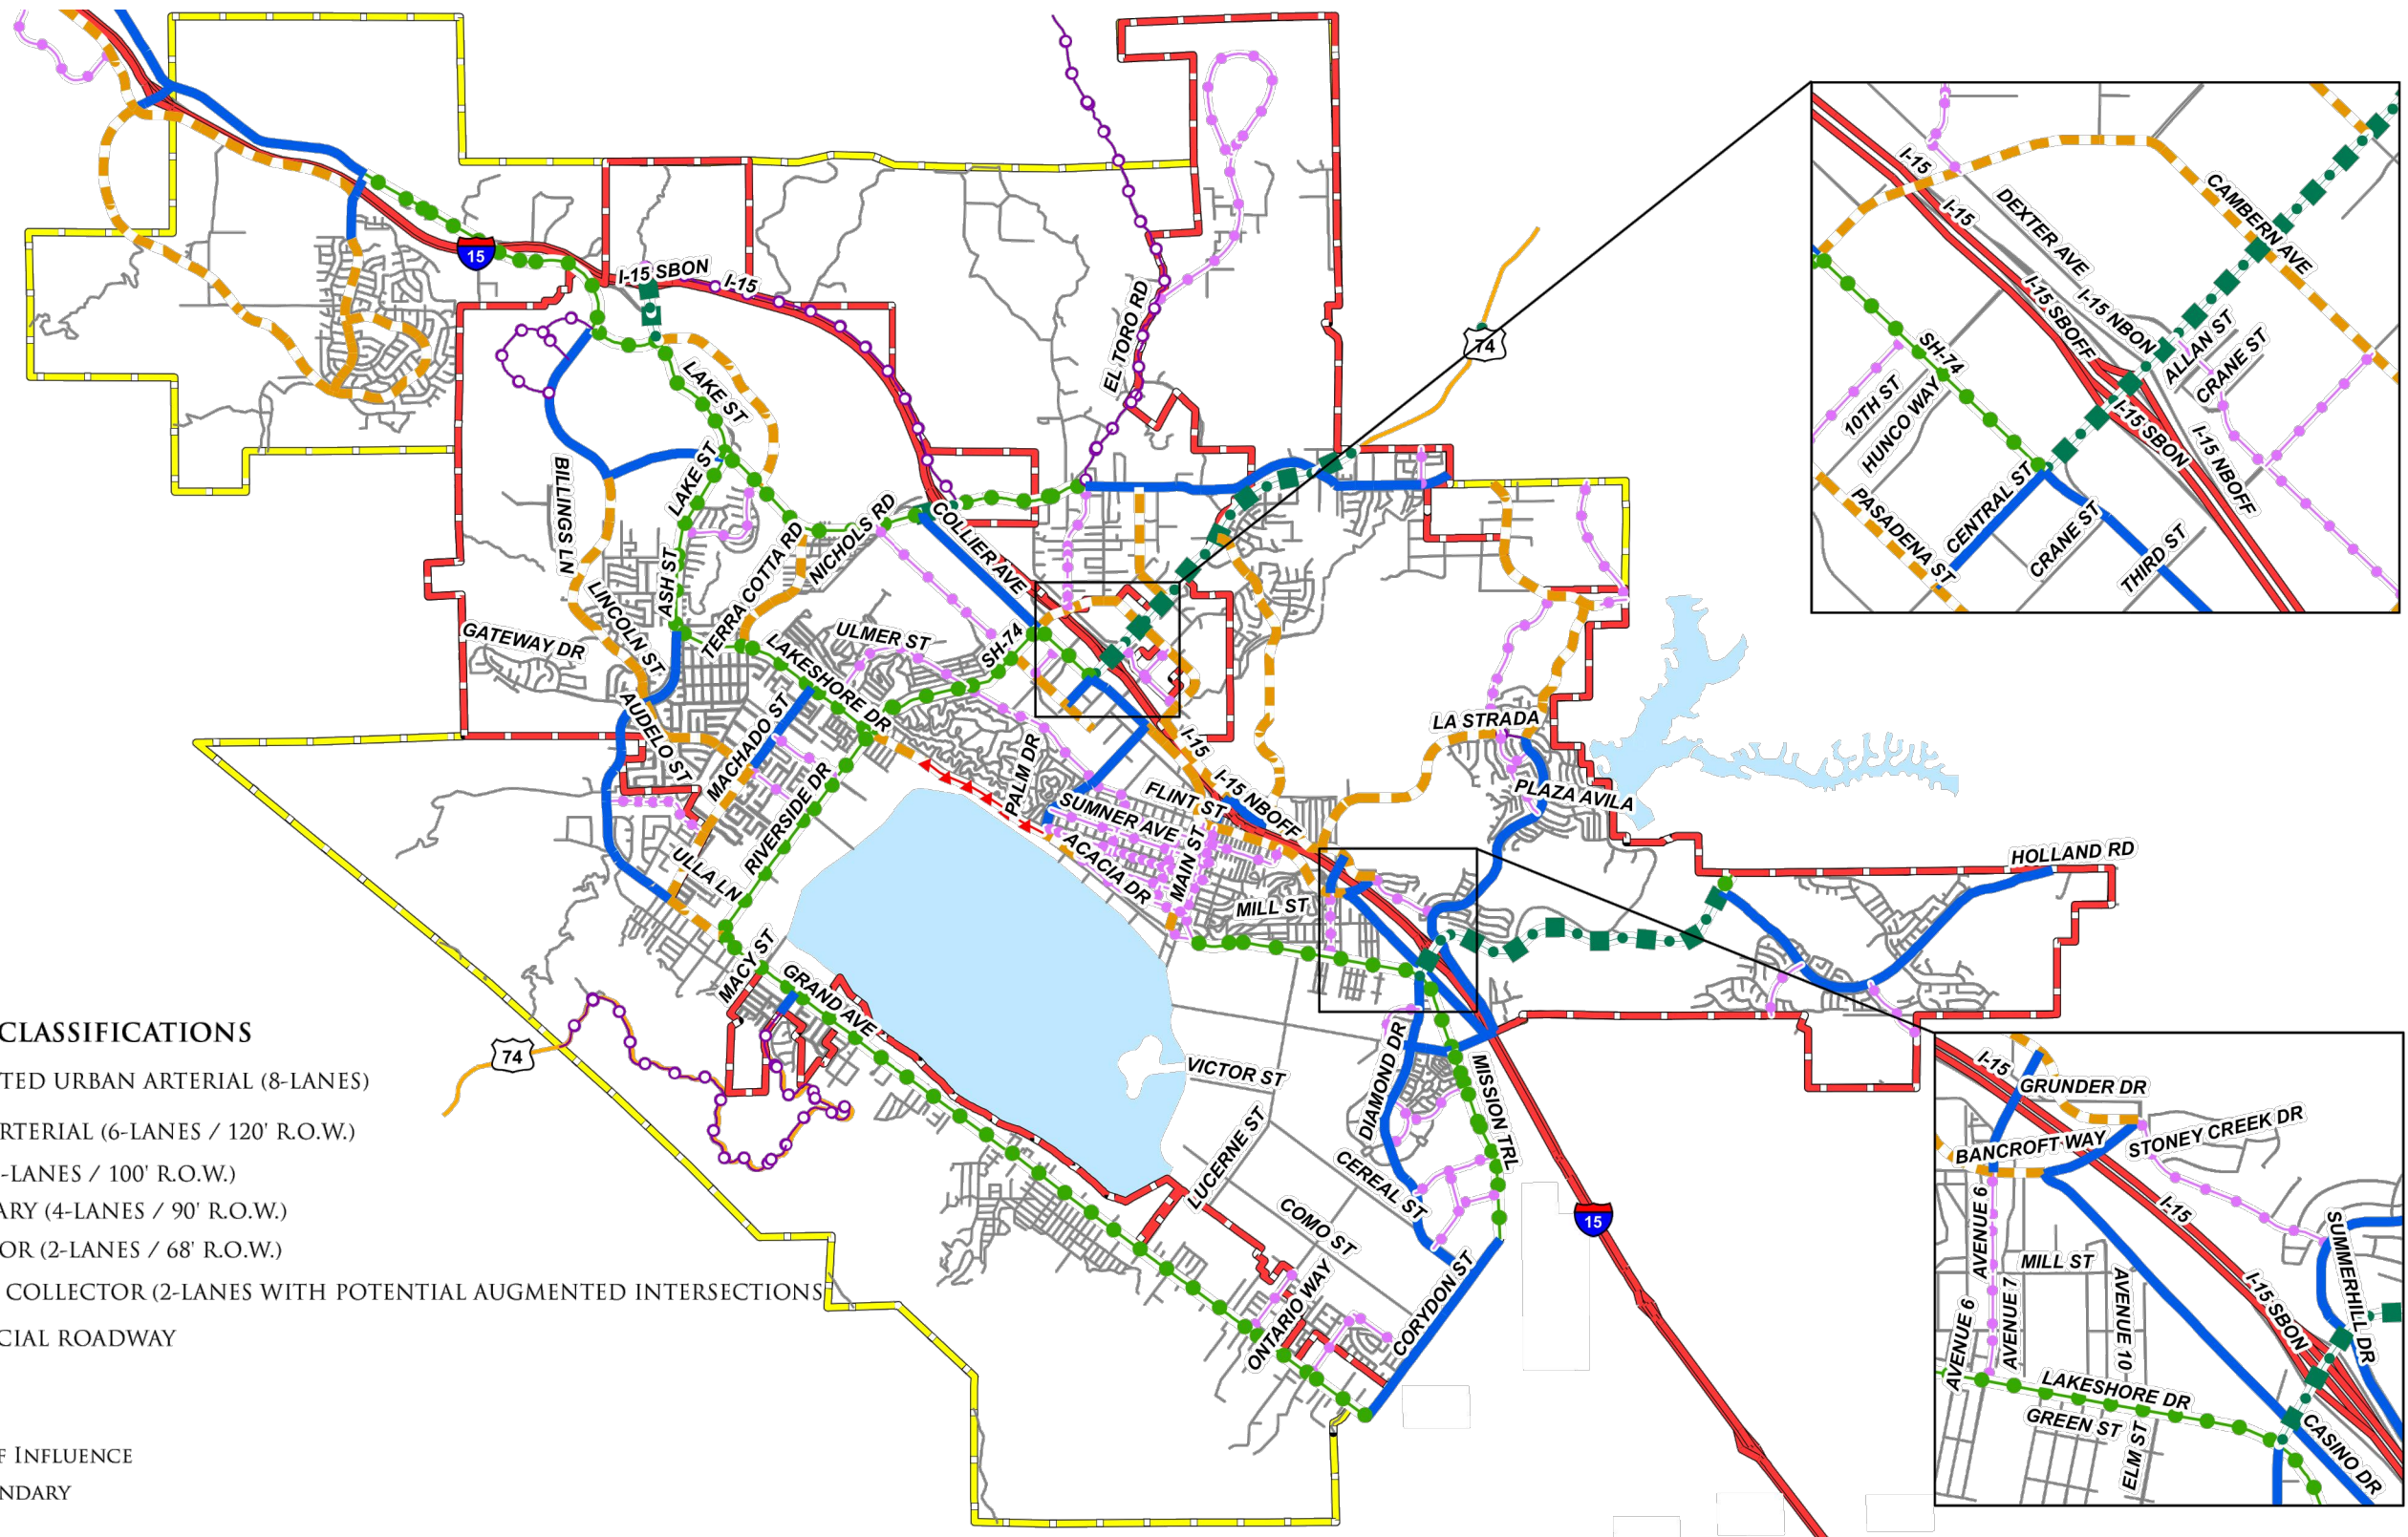 I-15 SBON
I-15
15
EL TORO RD
74
LAKE ST
LAKE ST
BILLINGS LN
ASH ST
LINCOLN ST
TERRA COTTA RD
NICHOLS RD
COLLIER AVE
GATEWAY DR
ULMER ST
SH-74
LAKESHORE DR
AUDELO ST
MACHADO ST
RIVERSIDE DR
ULLA LN
PALM DR
SUMNER AVE
ACACIA DR
MAIN ST
FLINT ST
I-15
I-15 NBOFF
MILL ST
LA STRADA
PLAZA AVILA
HOLLAND RD
MACY ST
GRAND AVE
74
VICTOR ST
LUCERNE ST
DIAMOND DR
MISSION TRL
CEREAL ST
COMO ST
ONTARIO WAY
CORYDON ST
15
I-15
I-15
DEXTER AVE
CAMBERN AVE
I-15 SBOFF
I-15 NBON
ALLAN ST
CRANE ST
SH-74
10TH ST
HUNCO WAY
I-15 SBON
I-15 NBOFF
PASADENA ST
CENTRAL ST
CRANE ST
THIRD ST
I-15
GRUNDER DR
BANCROFT WAY
STONEY CREEK DR
AVENUE 6
I-15
MILL ST
SUMMERHILL DR
AVENUE 6
AVENUE 7
AVENUE 10
I-15 SBON
LAKESHORE DR
GREEN ST
ELM ST
CASINO DR
CLASSIFICATIONS
TED URBAN ARTERIAL (8-LANES)
RTERIAL (6-LANES / 120' R.O.W.)
-LANES / 100' R.O.W.)
ARY (4-LANES / 90' R.O.W.)
OR (2-LANES / 68' R.O.W.)
COLLECTOR (2-LANES WITH POTENTIAL AUGMENTED INTERSECTIONS
CIAL ROADWAY
F INFLUENCE
NDARY